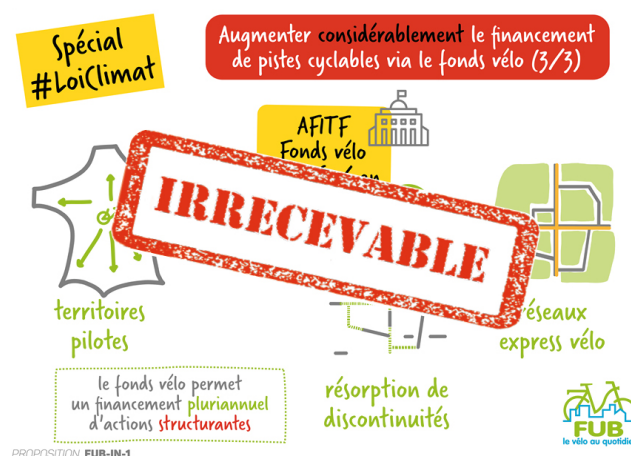 Spécial
#LoiClimat
Augmenter considérablement le financement
de pistes cyclables via le fonds vélo (3/3)
AFITF
Fonds vélo
IRRECEVABLE
territoires
pilotes
réseaux
express vélo
le fonds vélo permet
un financement pluriannuel
d'actions structurantes
résorption de
discontinuités
FUB
le vélo au quotidien
PROPOSITION FUB-IN-1